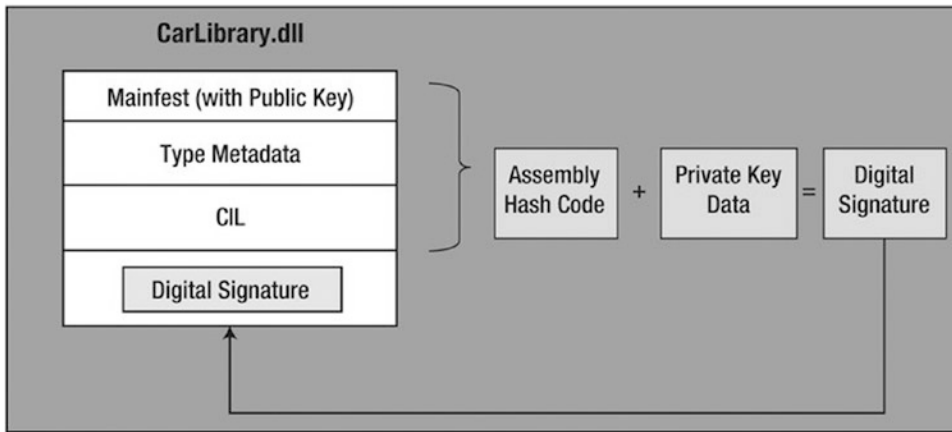 CarLibrary.dll
Mainfest (with Public Key)
Type Metadata
CIL
Digital Signature
Assembly
Hash Code
+
Private Key
Data
=
Digital
Signature